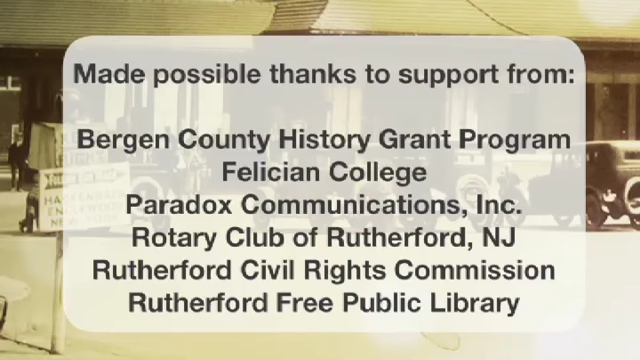 Made possible thanks to support from:
Bergen County History Grant Program
Felician College
Paradox Communications, Inc.
Rotary Club of Rutherford, NJ
Rutherford Civil Rights Commission
Rutherford Free Public Library